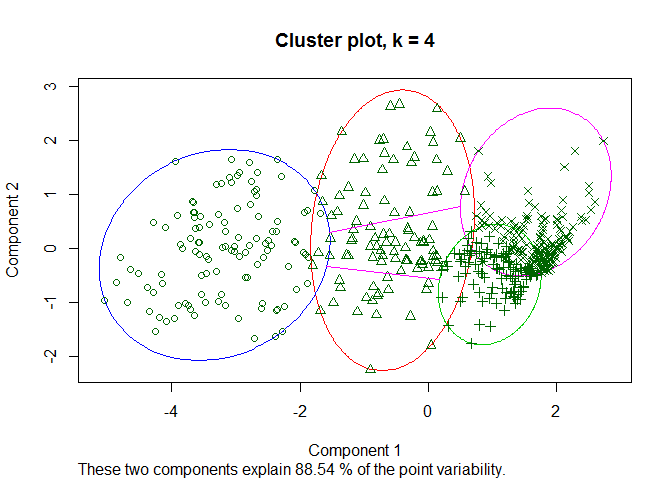 Cluster plot, k = 4
3
2
1
0
-1
-2
Component 2
-4
-2
0
2
Component 1
These two components explain 88.54 % of the point variability.